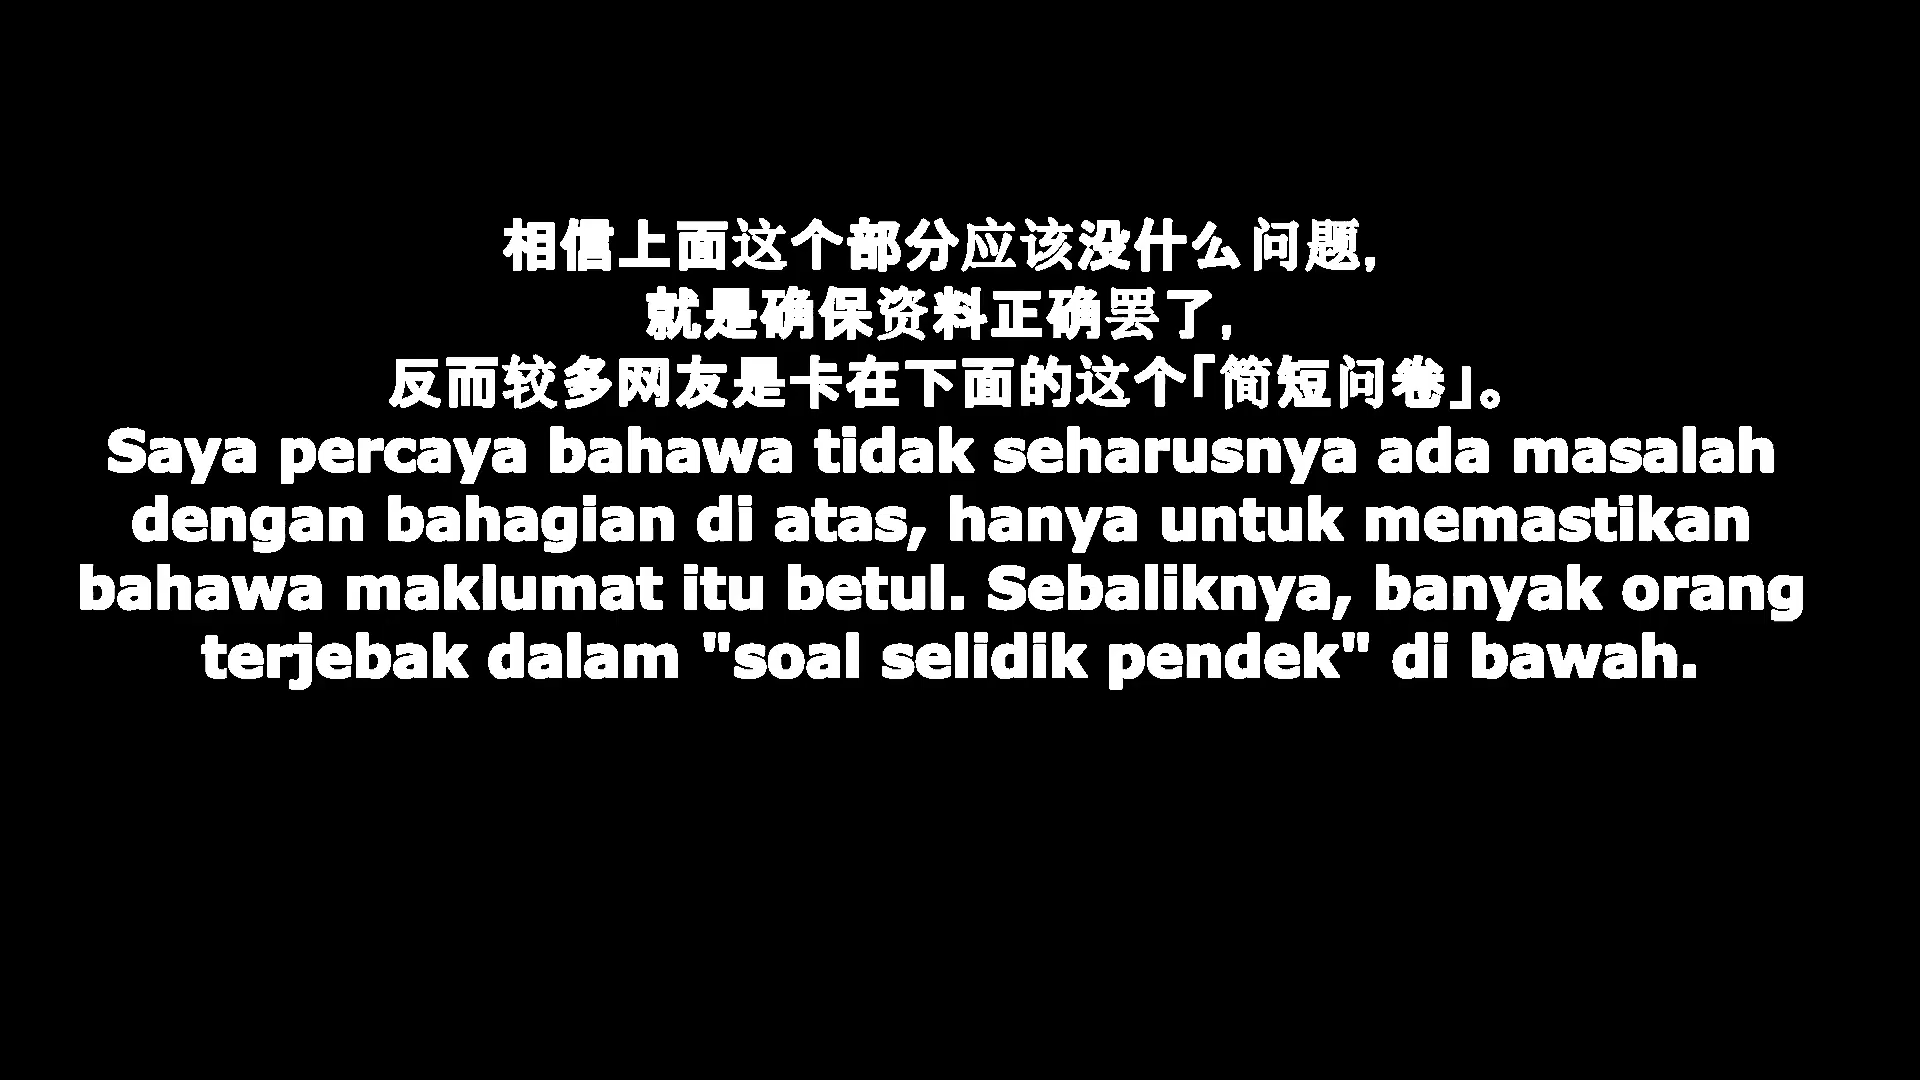 相信上面这个部分应该没什么问题，
就是确保资料正确罢了，
反而较多网友是卡在下面的这个「简短问卷」。
Saya percaya bahawa tidak seharusnya ada masalah
dengan bahagian di atas, hanya untuk memastikan
bahawa maklumat itu betul. Sebaliknya, banyak orang
terjebak dalam "soal selidik pendek" di bawah.